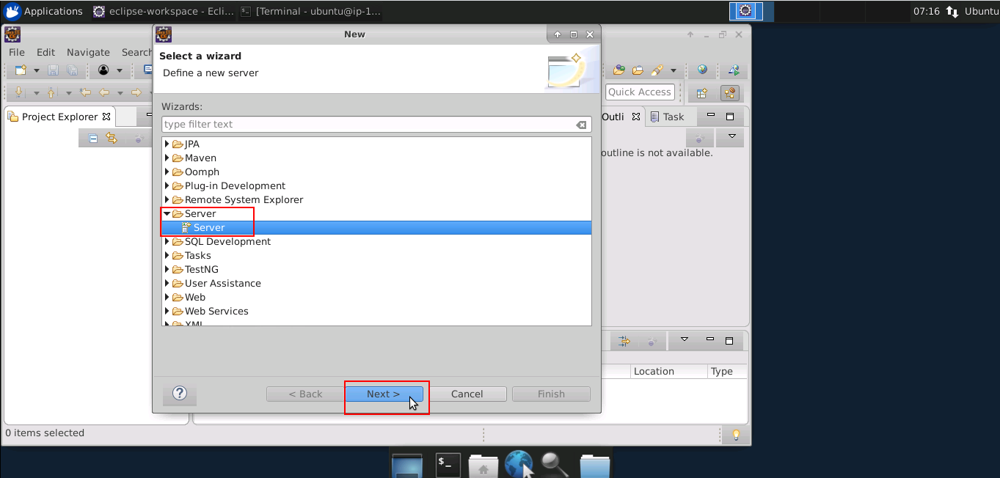 Applications eclipse-workspace - Ecli... [Terminal - ubuntu@ip-1... 07:16 Ubuntu
New
File Edit Navigate Search
Select a wizard
Define a new server
Quick Access
Project Explorer
Wizards:
Outli Task
type filter text
JPA
Maven
outline is not available.
Oomph
Plug-in Development
Remote System Explorer
Server
Server
SQL Development
Tasks
TestNG
User Assistance
Web
Web Services
XML
Location Type
? < Back Next > Cancel Finish
0 items selected
$_